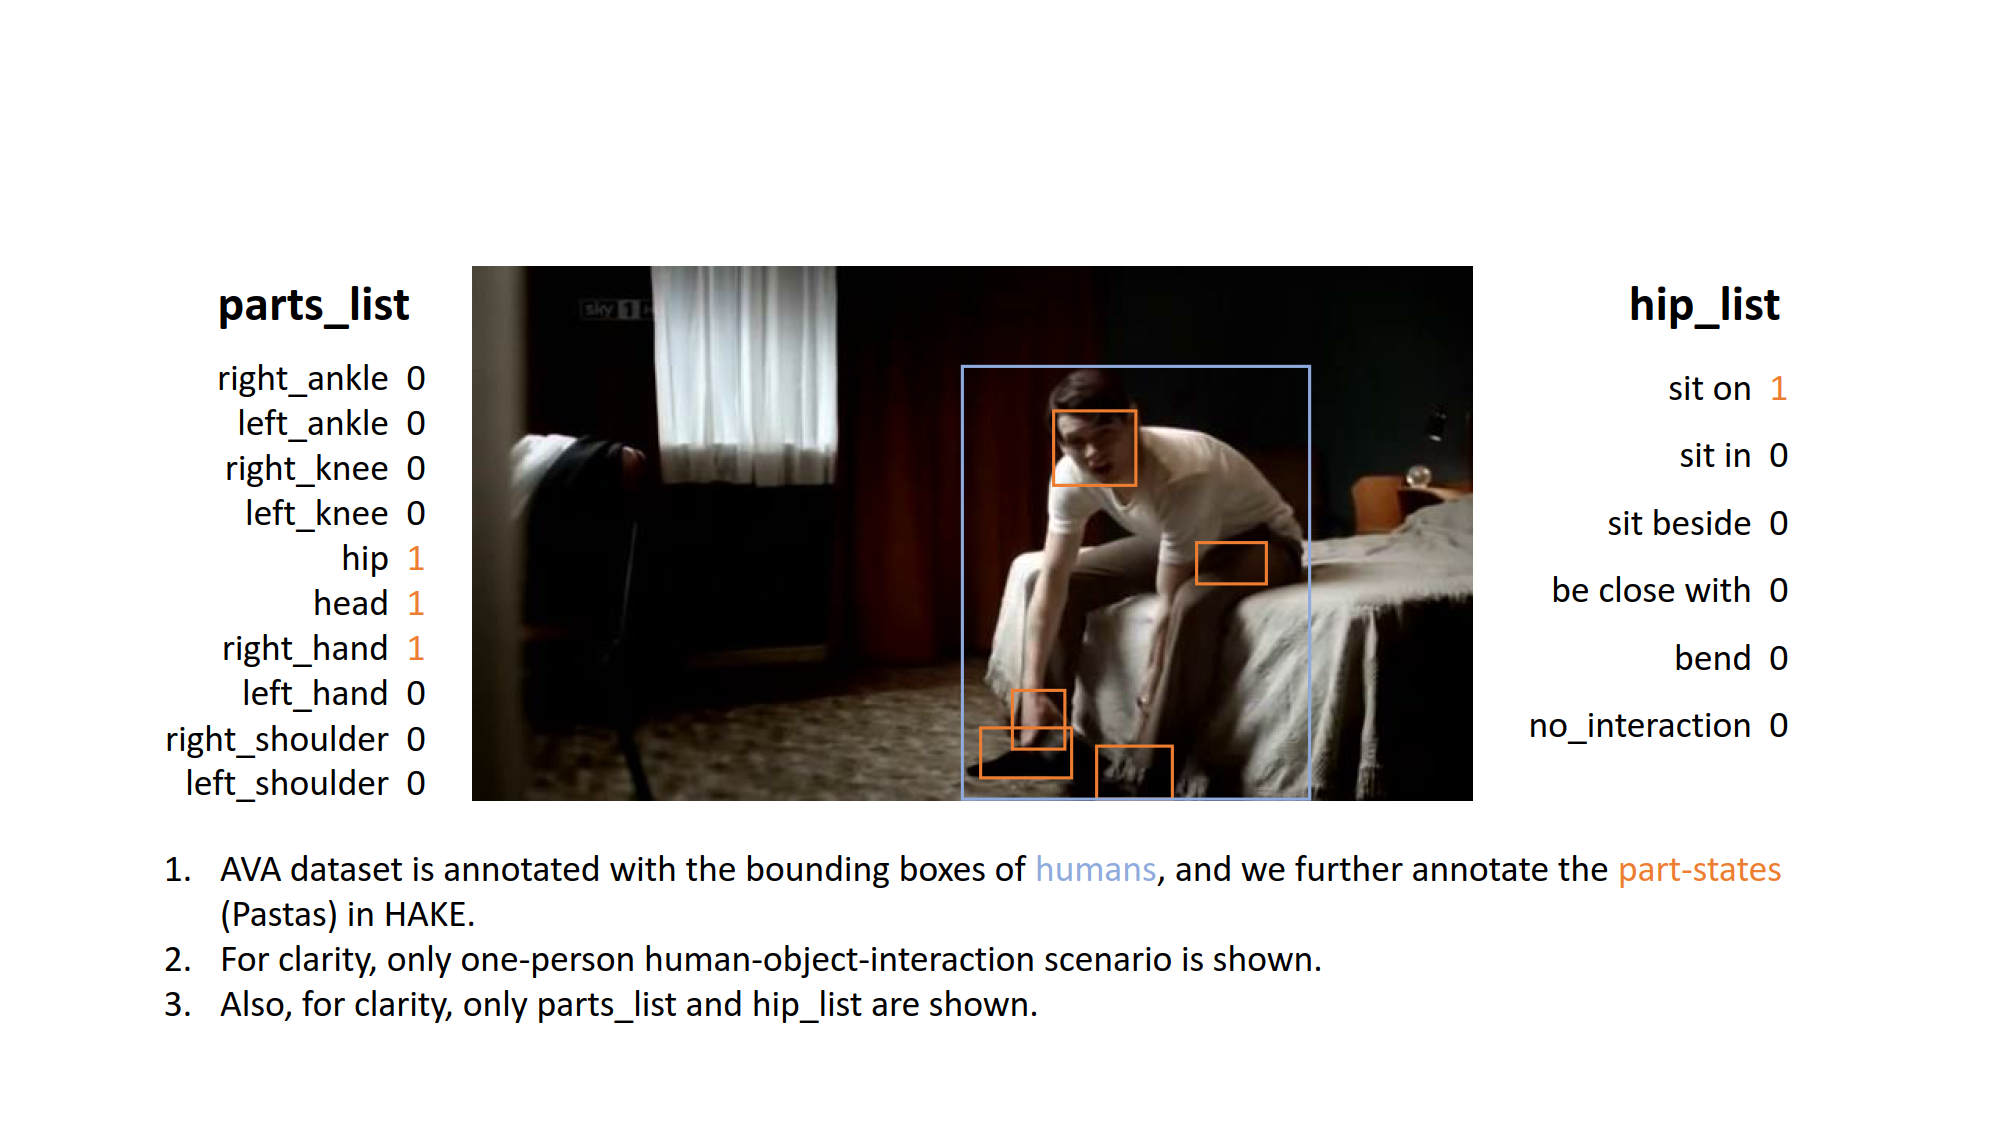 parts_list
right_ankle 0
left_ankle 0
right_knee 0
left_knee 0
hip 1
head 1
right_hand 1
left_hand 0
right_shoulder 0
left_shoulder 0
sky 1 H
hip_list
sit on 1
sit in 0
sit beside 0
be close with 0
bend 0
no_interaction 0
1. AVA dataset is annotated with the bounding boxes of humans, and we further annotate the part-states
(Pastas) in HAKE.
2. For clarity, only one-person human-object-interaction scenario is shown.
3. Also, for clarity, only parts_list and hip_list are shown.